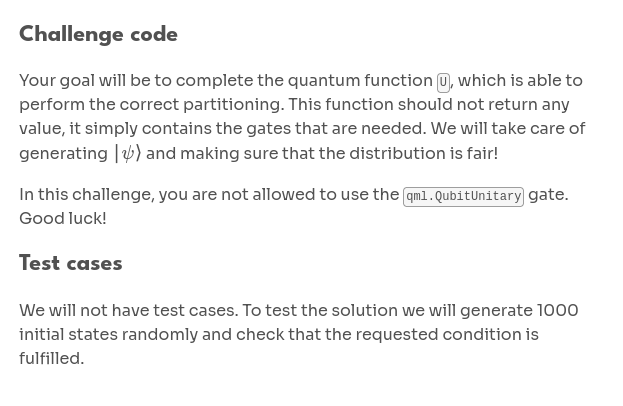 Challenge code
Your goal will be to complete the quantum function U, which is able to
perform the correct partitioning. This function should not return any
value, it simply contains the gates that are needed. We will take care of
generating |ψ⟩ and making sure that the distribution is fair!
In this challenge, you are not allowed to use the qml.QubitUnitary gate.
Good luck!
Test cases
We will not have test cases. To test the solution we will generate 1000
initial states randomly and check that the requested condition is
fulfilled.